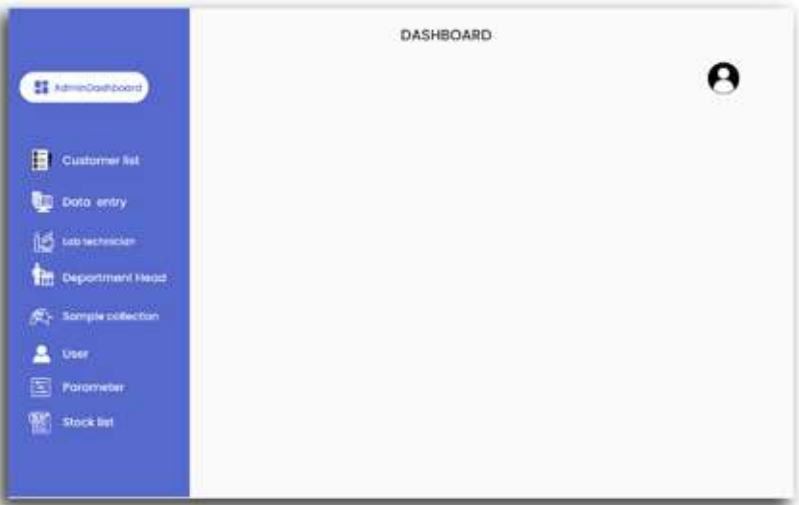 DASHBOARD
AdminDashboard
Customer list
Data entry
Lab technician
Department Head
Sample collection
User
Parameter
Stock list